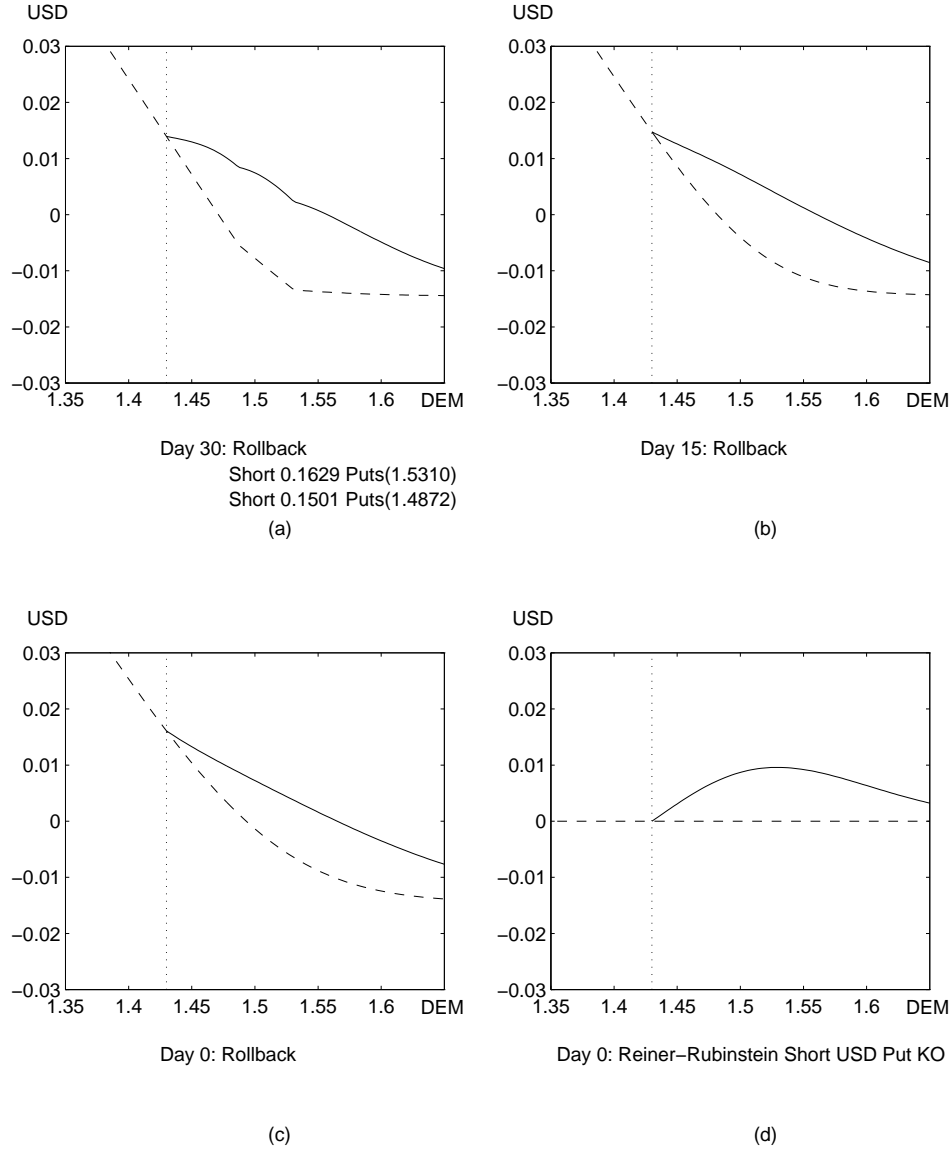 USD
0.03
0.02
0.01
0
−0.01
−0.02
−0.03
1.35 1.4 1.45 1.5 1.55 1.6 DEM
Day 30: Rollback
Short 0.1629 Puts(1.5310)
Short 0.1501 Puts(1.4872)
(a)
USD
0.03
0.02
0.01
0
−0.01
−0.02
−0.03
1.35 1.4 1.45 1.5 1.55 1.6 DEM
Day 15: Rollback
(b)
USD
0.03
0.02
0.01
0
−0.01
−0.02
−0.03
1.35 1.4 1.45 1.5 1.55 1.6 DEM
Day 0: Rollback
(c)
USD
0.03
0.02
0.01
0
−0.01
−0.02
−0.03
1.35 1.4 1.45 1.5 1.55 1.6 DEM
Day 0: Reiner−Rubinstein Short USD Put KO
(d)